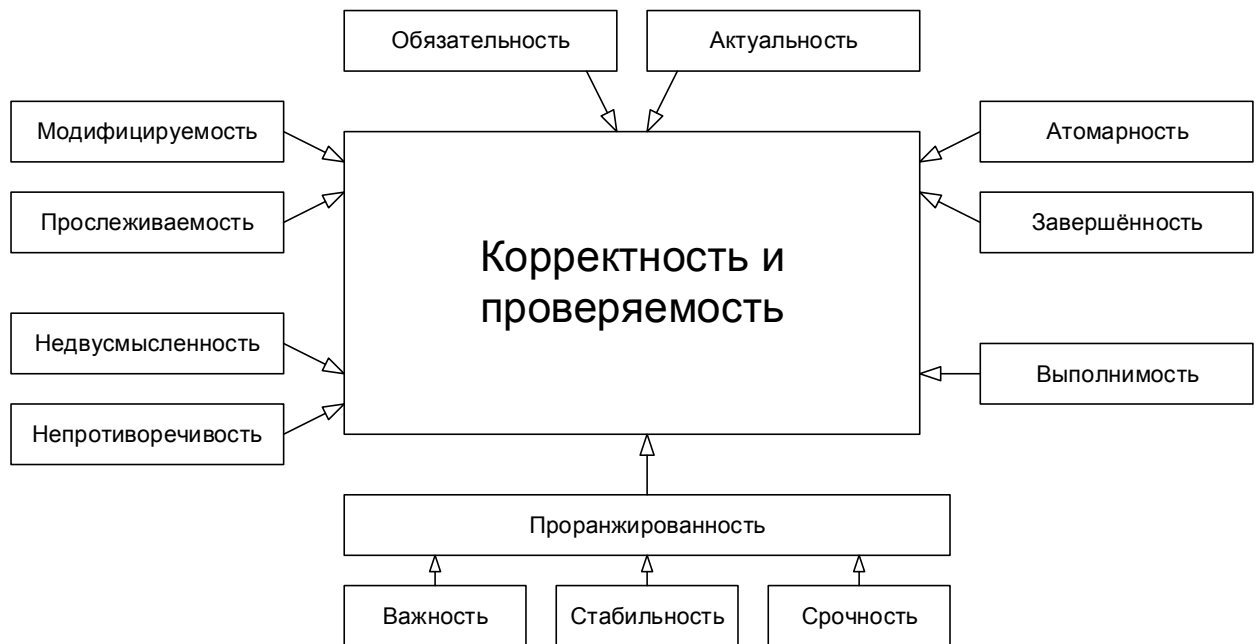 Обязательность
Актуальность
Модифицируемость
Атомарность
Прослеживаемость
Завершённость
Корректность и
проверяемость
Недвусмысленность
Выполнимость
Непротиворечивость
Проранжированность
Важность
Стабильность
Срочность